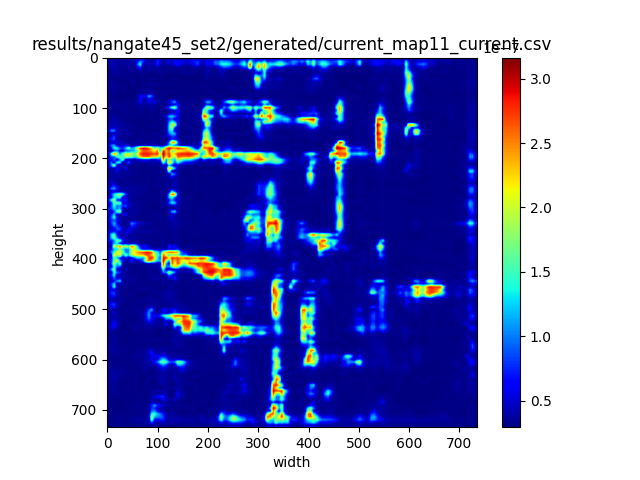 results/nangate45_set2/generated/current_map11_current.csv
1e−7
0
100
200
300
400
500
600
700
height
0 100 200 300 400 500 600 700
width
3.0
2.5
2.0
1.5
1.0
0.5